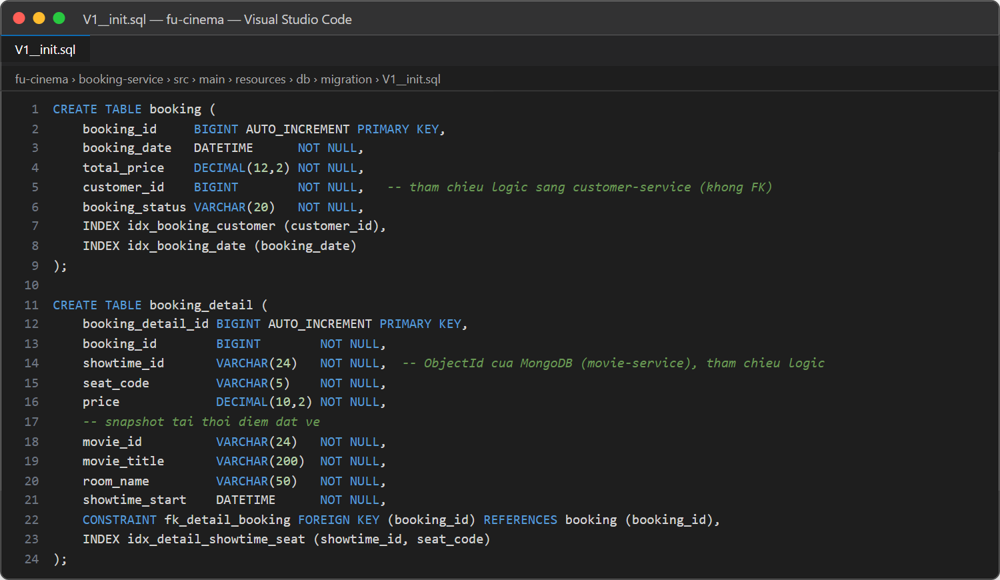 V1__init.sql — fu-cinema — Visual Studio Code
V1__init.sql
fu-cinema › booking-service › src › main › resources › db › migration › V1__init.sql
1 CREATE TABLE booking (
2     booking_id     BIGINT AUTO_INCREMENT PRIMARY KEY,
3     booking_date   DATETIME      NOT NULL,
4     total_price    DECIMAL(12,2) NOT NULL,
5     customer_id    BIGINT        NOT NULL,   -- tham chieu logic sang customer-service (khong FK)
6     booking_status VARCHAR(20)   NOT NULL,
7     INDEX idx_booking_customer (customer_id),
8     INDEX idx_booking_date (booking_date)
9 );
10
11 CREATE TABLE booking_detail (
12     booking_detail_id BIGINT AUTO_INCREMENT PRIMARY KEY,
13     booking_id        BIGINT        NOT NULL,
14     showtime_id       VARCHAR(24)   NOT NULL,  -- ObjectId cua MongoDB (movie-service), tham chieu logic
15     seat_code         VARCHAR(5)    NOT NULL,
16     price             DECIMAL(10,2) NOT NULL,
17     -- snapshot tai thoi diem dat ve
18     movie_id          VARCHAR(24)   NOT NULL,
19     movie_title       VARCHAR(200)  NOT NULL,
20     room_name         VARCHAR(50)   NOT NULL,
21     showtime_start    DATETIME      NOT NULL,
22     CONSTRAINT fk_detail_booking FOREIGN KEY (booking_id) REFERENCES booking (booking_id),
23     INDEX idx_detail_showtime_seat (showtime_id, seat_code)
24 );